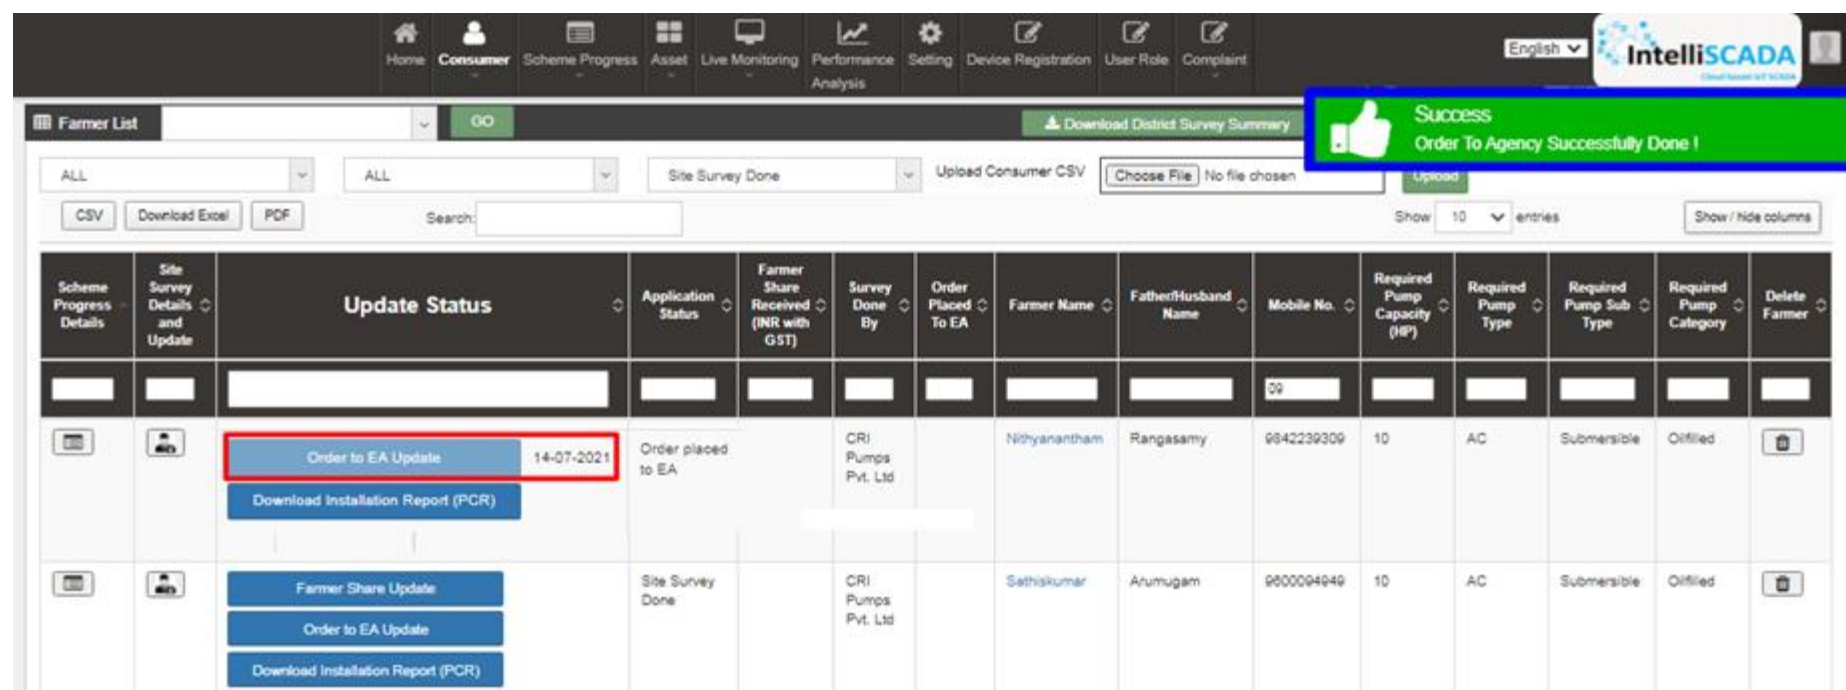 Home Consumer Scheme Progress Asset Live Monitoring Performance Analysis Setting Device Registration User Role Complaint
English
IntelliSCADA
Farmer List
GO
Download District Survey Summary
Success
Order To Agency Successfully Done !
ALL ALL Site Survey Done Upload Consumer CSV Choose File No file chosen Upload
CSV Download Excel PDF Search: Show 10 entries Show / hide columns
Scheme Progress Details
Site Survey Details and Update
Update Status
Application Status
Farmer Share Received (INR with GST)
Survey Done By
Order Placed To EA
Farmer Name
Father/Husband Name
Mobile No.
Required Pump Capacity (HP)
Required Pump Type
Required Pump Sub Type
Required Pump Category
Delete Farmer
09
Order to EA Update 14-07-2021
Download Installation Report (PCR)
Order placed to EA
CRI Pumps Pvt. Ltd
Nithyanantham Rangasamy 9842239309 10 AC Submersible Oilfilled
Farmer Share Update
Order to EA Update
Download Installation Report (PCR)
Site Survey Done
CRI Pumps Pvt. Ltd
Sathiskumar Arumugam 9600094949 10 AC Submersible Oilfilled